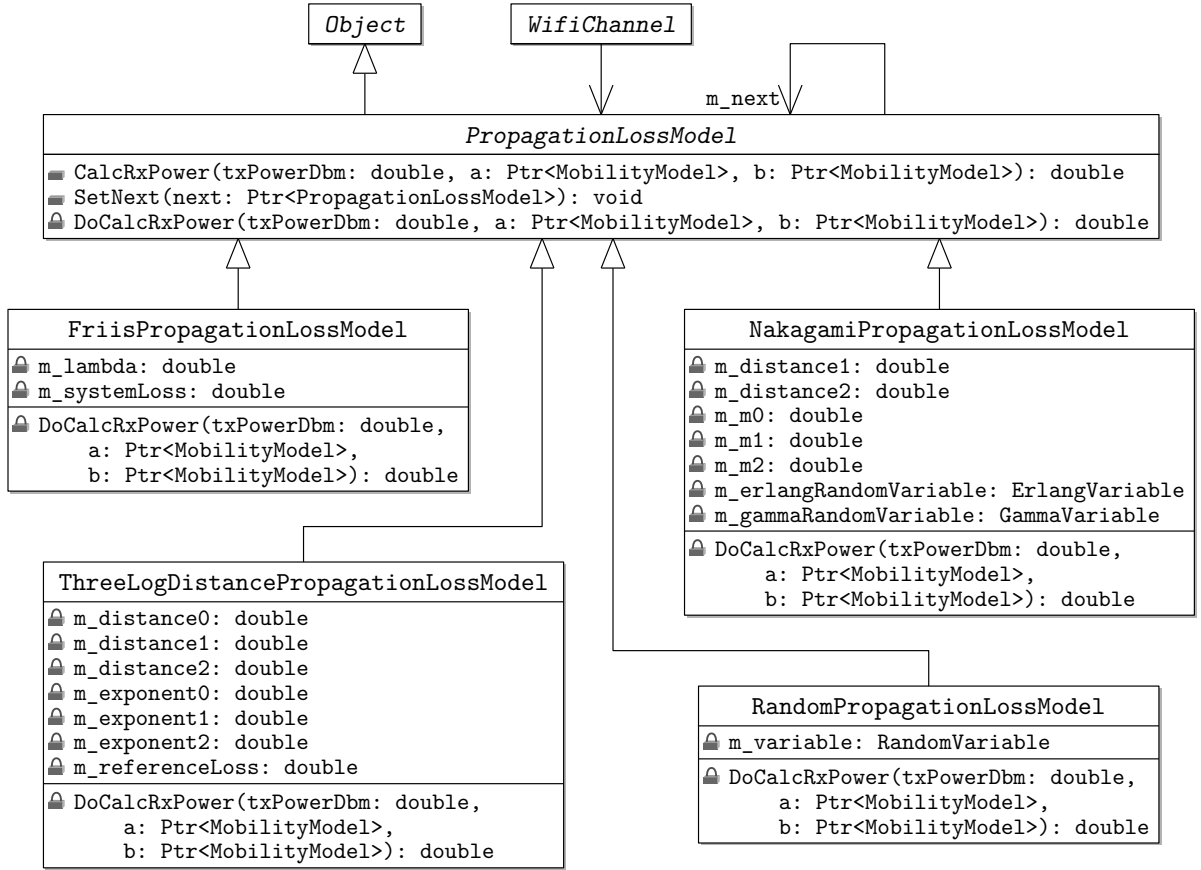 Object
WifiChannel
m_next
PropagationLossModel
CalcRxPower(txPowerDbm: double, a: Ptr<MobilityModel>, b: Ptr<MobilityModel>): double
SetNext(next: Ptr<PropagationLossModel>): void
DoCalcRxPower(txPowerDbm: double, a: Ptr<MobilityModel>, b: Ptr<MobilityModel>): double
FriisPropagationLossModel
m_lambda: double
m_systemLoss: double
DoCalcRxPower(txPowerDbm: double,
a: Ptr<MobilityModel>,
b: Ptr<MobilityModel>): double
NakagamiPropagationLossModel
m_distance1: double
m_distance2: double
m_m0: double
m_m1: double
m_m2: double
m_erlangRandomVariable: ErlangVariable
m_gammaRandomVariable: GammaVariable
DoCalcRxPower(txPowerDbm: double,
a: Ptr<MobilityModel>,
b: Ptr<MobilityModel>): double
ThreeLogDistancePropagationLossModel
m_distance0: double
m_distance1: double
m_distance2: double
m_exponent0: double
m_exponent1: double
m_exponent2: double
m_referenceLoss: double
DoCalcRxPower(txPowerDbm: double,
a: Ptr<MobilityModel>,
b: Ptr<MobilityModel>): double
RandomPropagationLossModel
m_variable: RandomVariable
DoCalcRxPower(txPowerDbm: double,
a: Ptr<MobilityModel>,
b: Ptr<MobilityModel>): double